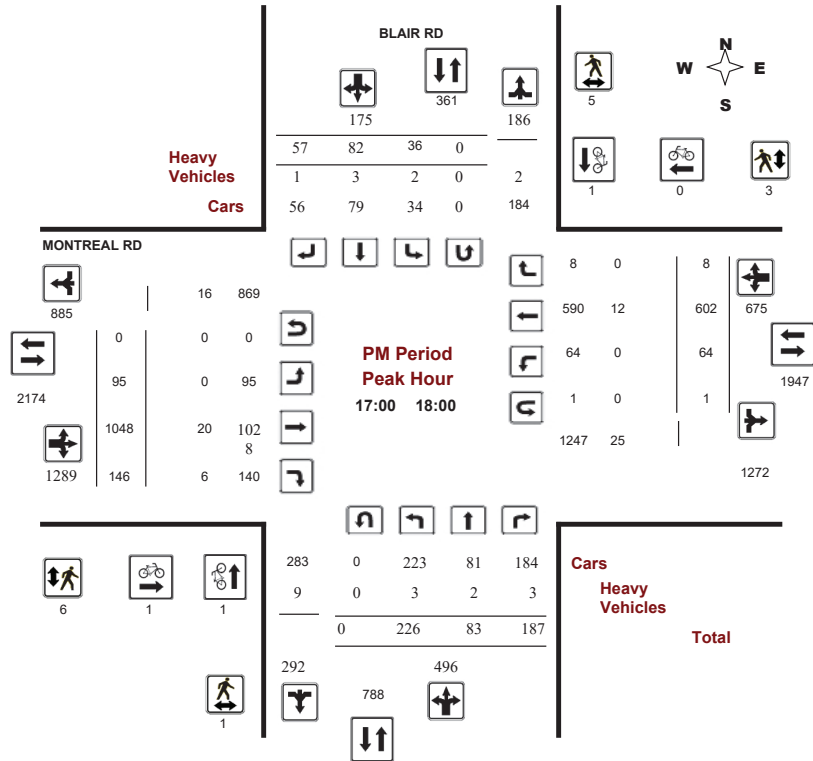 BLAIR RD
N
W E
S
361
5
175 186
57 82 36 0
Heavy
Vehicles
1 3 2 0 2
1 0 3
Cars
56 79 34 0 184
MONTREAL RD
8 0 8
885
16 869
590 12 602 675
0 0 0
PM Period
Peak Hour
64 0 64
1947
2174
95 0 95
17:00 18:00
1 0 1
1048 20 102
8
1247 25
1289 146 6 140
1272
283 0 223 81 184 Cars
9 0 3 2 3 Heavy
Vehicles
6 1 1
0 226 83 187 Total
292 496
788
1